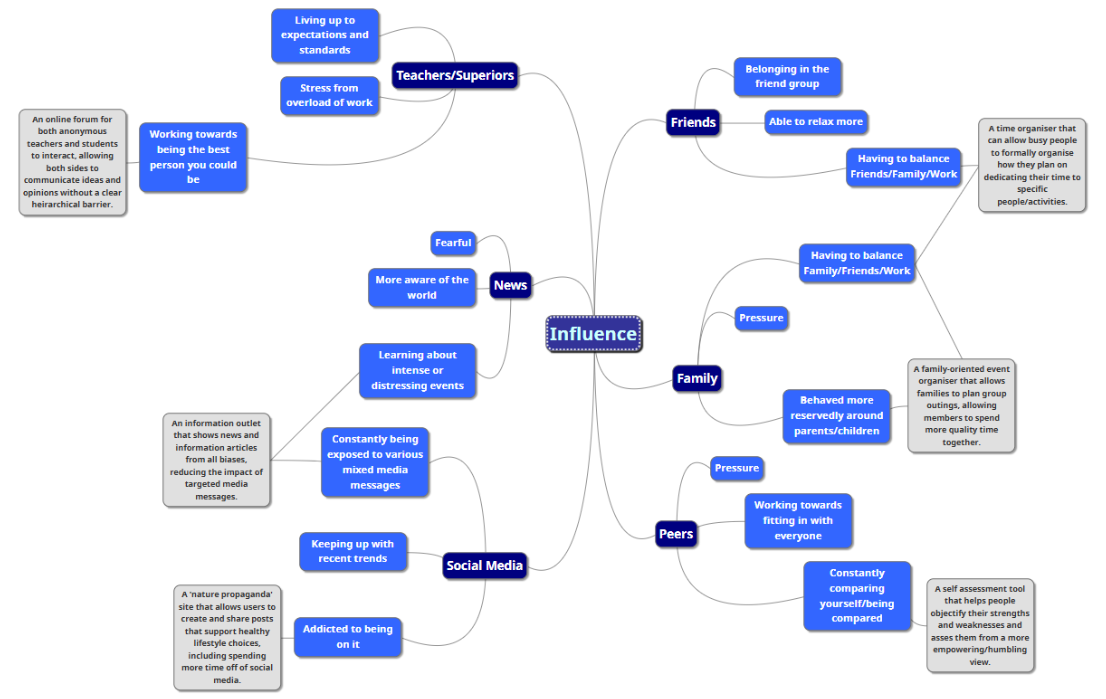 Influence
Teachers/Superiors
Living up to
expectations and
standards
Stress from
overload of work
Working towards
being the best
person you could
be
An online forum for
both anonymous
teachers and students
to interact, allowing
both sides to
communicate ideas and
opinions without a clear
heirarchical barrier.
News
Fearful
More aware of the
world
Learning about
intense or
distressing events
An information outlet
that shows news and
information articles
from all biases,
reducing the impact of
targeted media
messages.
Social Media
Constantly being
exposed to various
mixed media
messages
Keeping up with
recent trends
Addicted to being
on it
A 'nature propaganda'
site that allows users to
create and share posts
that support healthy
lifestyle choices,
including spending
more time off of social
media.
Friends
Belonging in the
friend group
Able to relax more
Having to balance
Friends/Family/Work
A time organiser that
can allow busy people
to formally organise
how they plan on
dedicating their time to
specific
people/activities.
Family
Having to balance
Family/Friends/Work
Pressure
Behaved more
reservedly around
parents/children
A family-oriented event
organiser that allows
families to plan group
outings, allowing
members to spend
more quality time
together.
Peers
Pressure
Working towards
fitting in with
everyone
Constantly
comparing
yourself/being
compared
A self assessment tool
that helps people
objectify their strengths
and weaknesses and
asses them from a more
empowering/humbling
view.